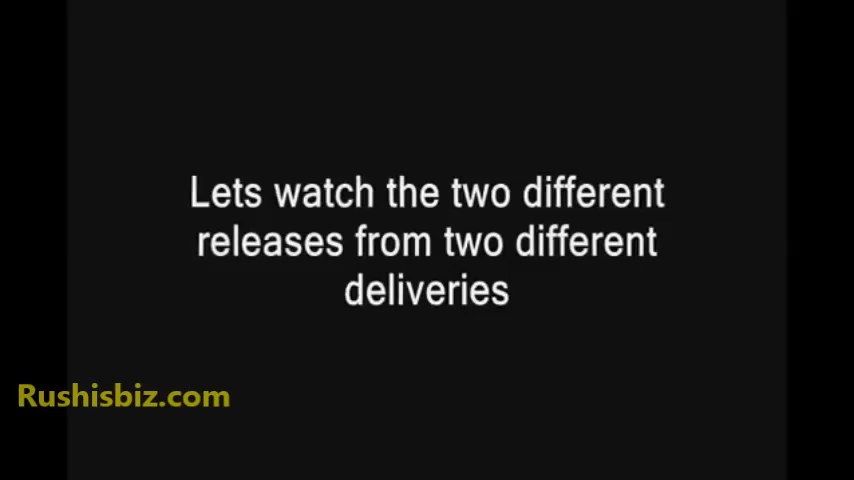 Lets watch the two different
releases from two different
deliveries
Rushisbiz.com